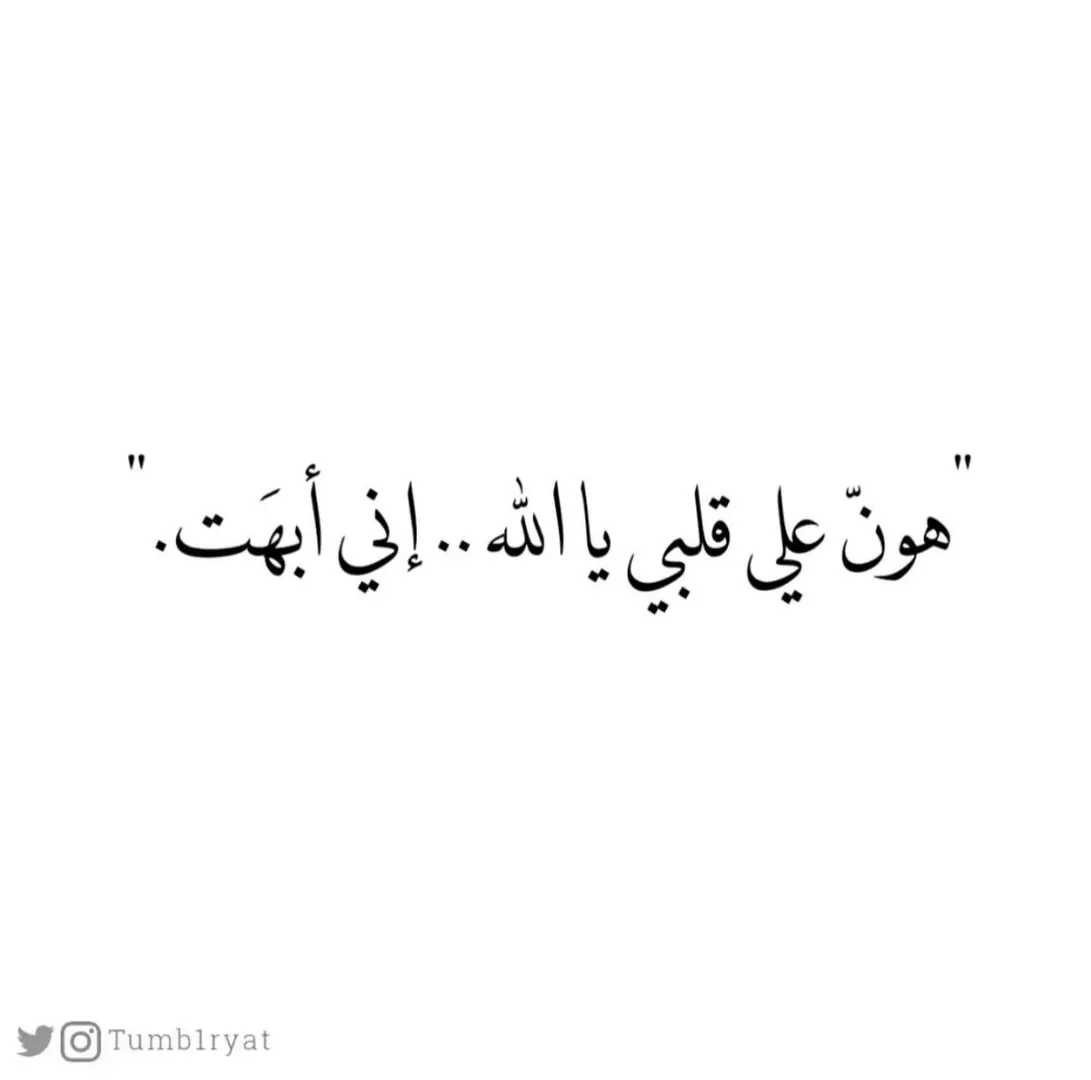 "هونّ علي قلبي يا الله .. إني أبهَت."
Tumb1ryat